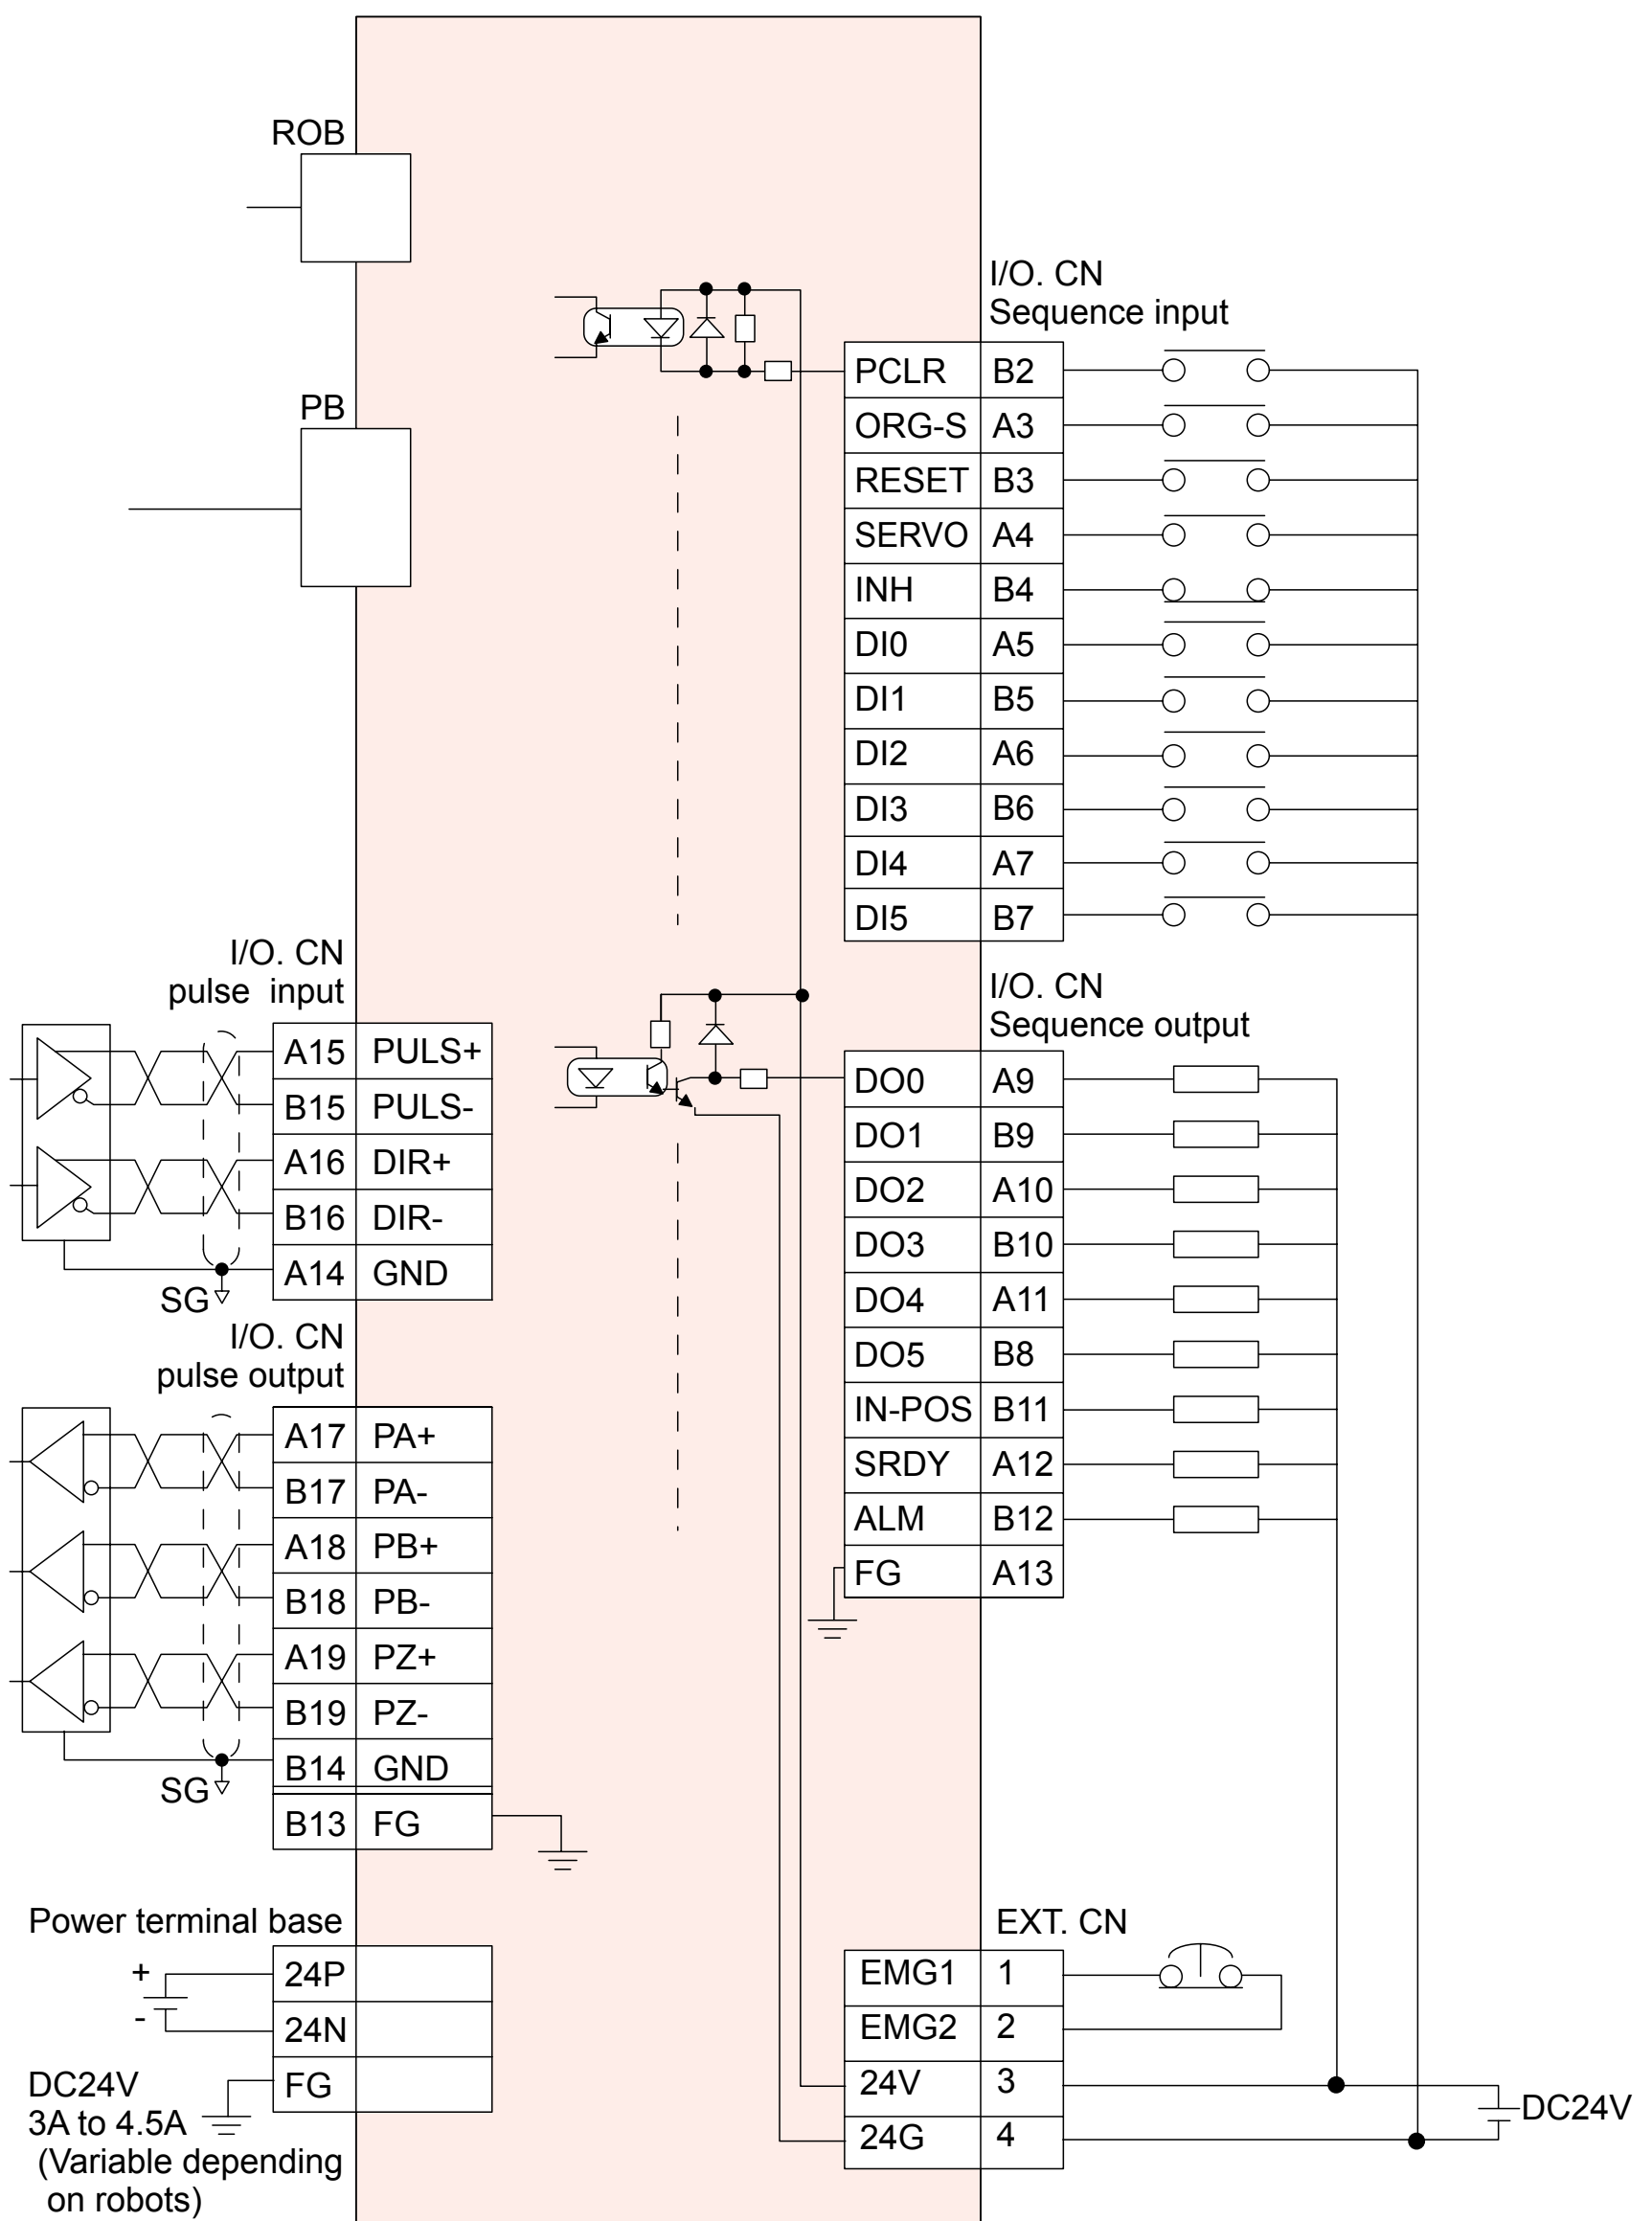 ROB
PB
I/O. CN
Sequence input
PCLR B2
ORG-S A3
RESET B3
SERVO A4
INH B4
DI0 A5
DI1 B5
DI2 A6
DI3 B6
DI4 A7
DI5 B7
I/O. CN
pulse input
A15 PULS+
B15 PULS-
A16 DIR+
B16 DIR-
A14 GND
SG
I/O. CN
Sequence output
DO0 A9
DO1 B9
DO2 A10
DO3 B10
DO4 A11
DO5 B8
IN-POS B11
SRDY A12
ALM B12
FG A13
I/O. CN
pulse output
A17 PA+
B17 PA-
A18 PB+
B18 PB-
A19 PZ+
B19 PZ-
B14 GND
SG
B13 FG
Power terminal base
+
24P
-
24N
FG
DC24V
3A to 4.5A
(Variable depending
on robots)
EXT. CN
EMG1 1
EMG2 2
24V 3
24G 4
DC24V